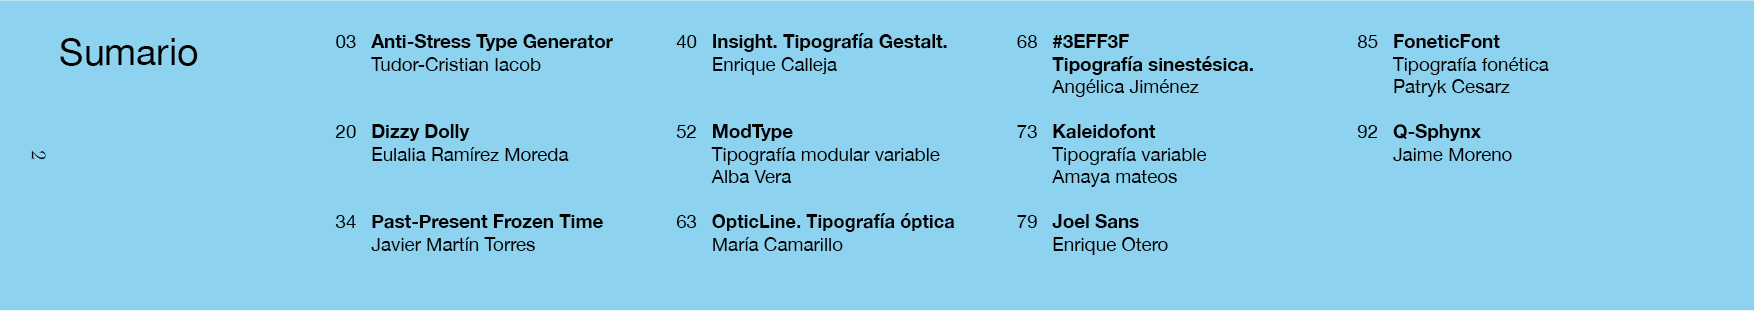 Sumario
2
03 Anti-Stress Type Generator
Tudor-Cristian Iacob
20 Dizzy Dolly
Eulalia Ramírez Moreda
34 Past-Present Frozen Time
Javier Martín Torres
40 Insight. Tipografía Gestalt.
Enrique Calleja
52 ModType
Tipografía modular variable
Alba Vera
63 OpticLine. Tipografía óptica
María Camarillo
68 #3EFF3F
Tipografía sinestésica.
Angélica Jiménez
73 Kaleidofont
Tipografía variable
Amaya mateos
79 Joel Sans
Enrique Otero
85 FoneticFont
Tipografía fonética
Patryk Cesarz
92 Q-Sphynx
Jaime Moreno